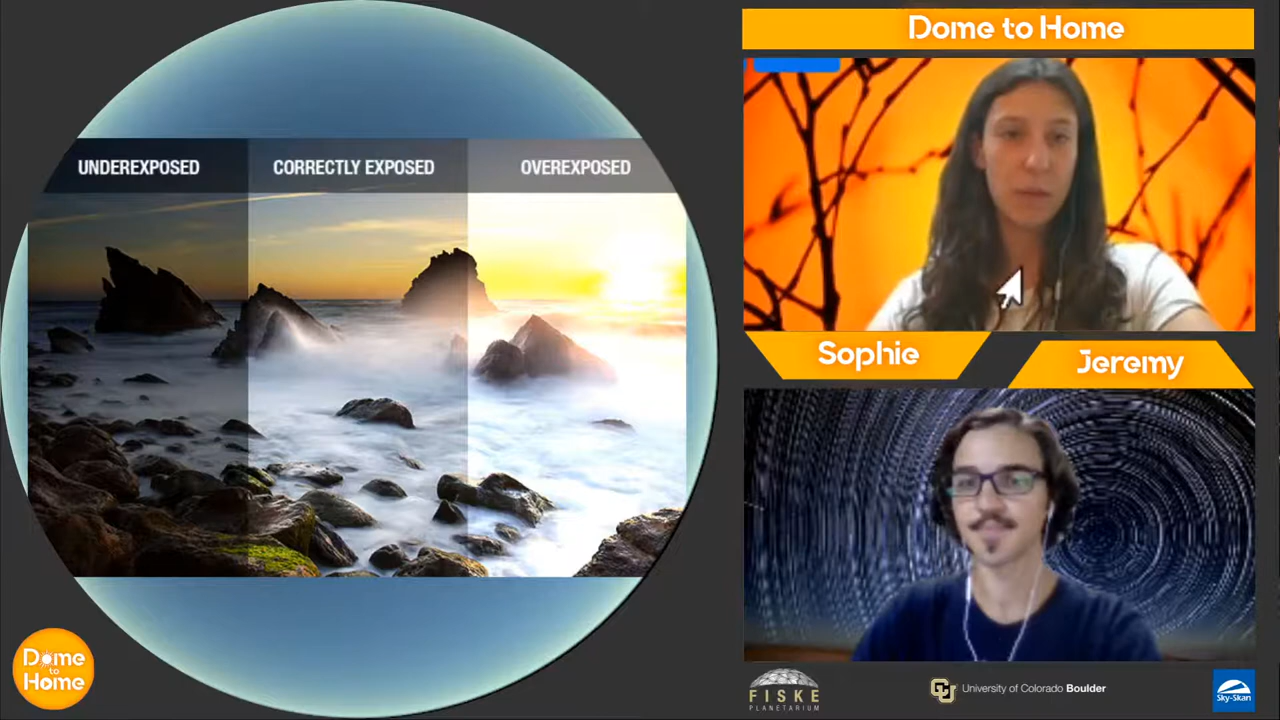 Dome to Home
UNDEREXPOSED
CORRECTLY EXPOSED
OVEREXPOSED
Sophie
Jeremy
Dome
to
Home
FISKE
PLANETARIUM
CU
University of Colorado Boulder
Sky-Skan